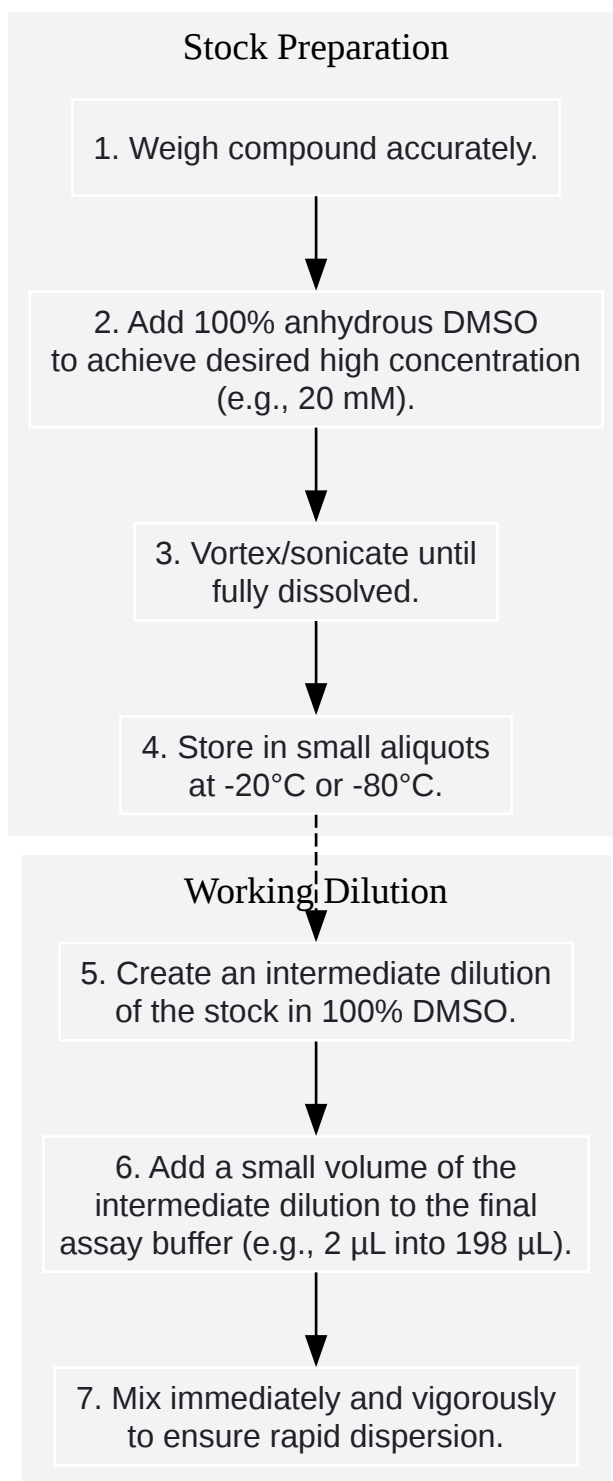 Stock Preparation
1. Weigh compound accurately.
2. Add 100% anhydrous DMSO
to achieve desired high concentration
(e.g., 20 mM).
3. Vortex/sonicate until
fully dissolved.
4. Store in small aliquots
at -20°C or -80°C.
Working Dilution
5. Create an intermediate dilution
of the stock in 100% DMSO.
6. Add a small volume of the
intermediate dilution to the final
assay buffer (e.g., 2 µL into 198 µL).
7. Mix immediately and vigorously
to ensure rapid dispersion.